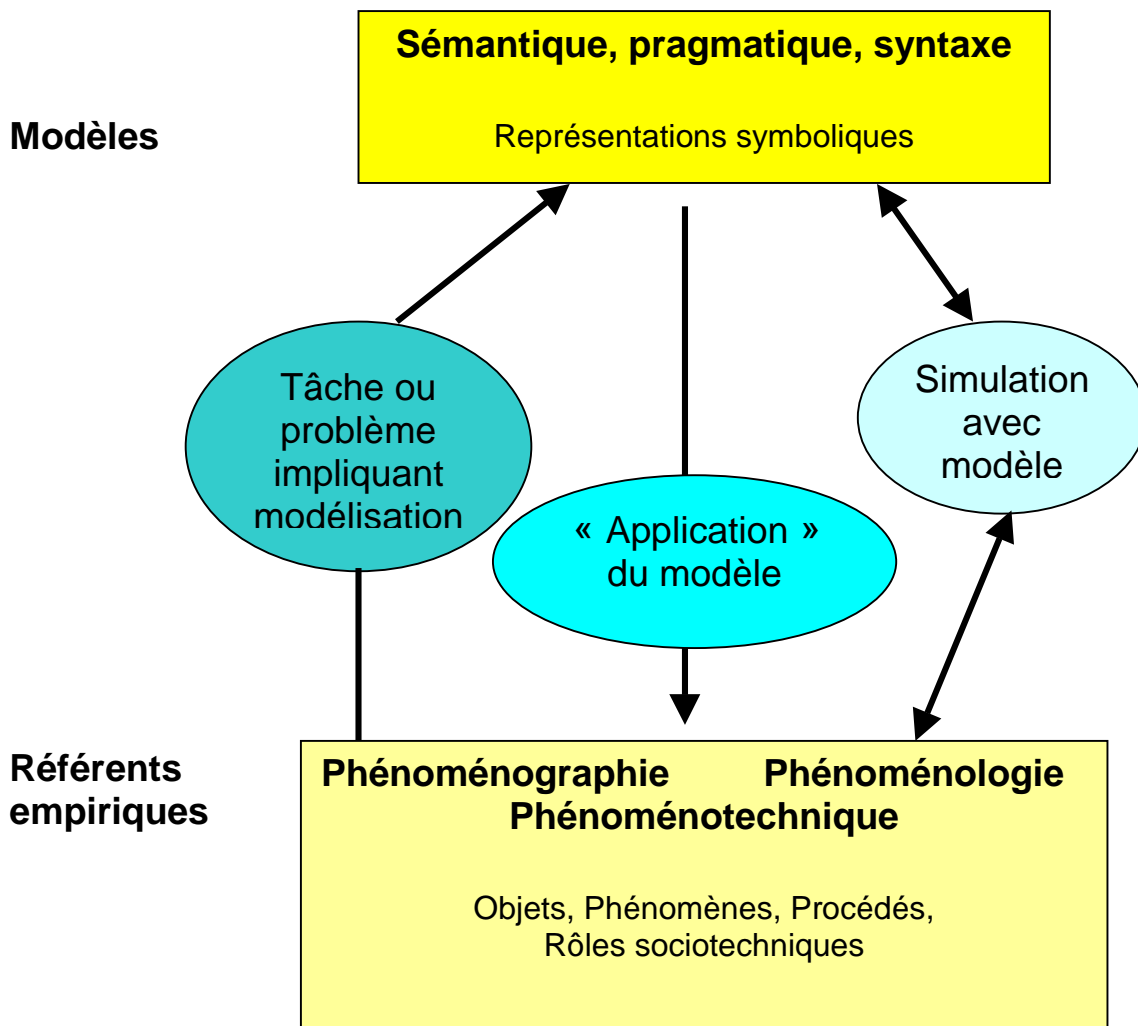 Sémantique, pragmatique, syntaxe
Modèles
Représentations symboliques
Tâche ou
problème
impliquant
modélisation
« Application »
du modèle
Simulation
avec
modèle
Référents
empiriques
Phénoménographie Phénoménologie
Phénoménotechnique
Objets, Phénomènes, Procédés,
Rôles sociotechniques